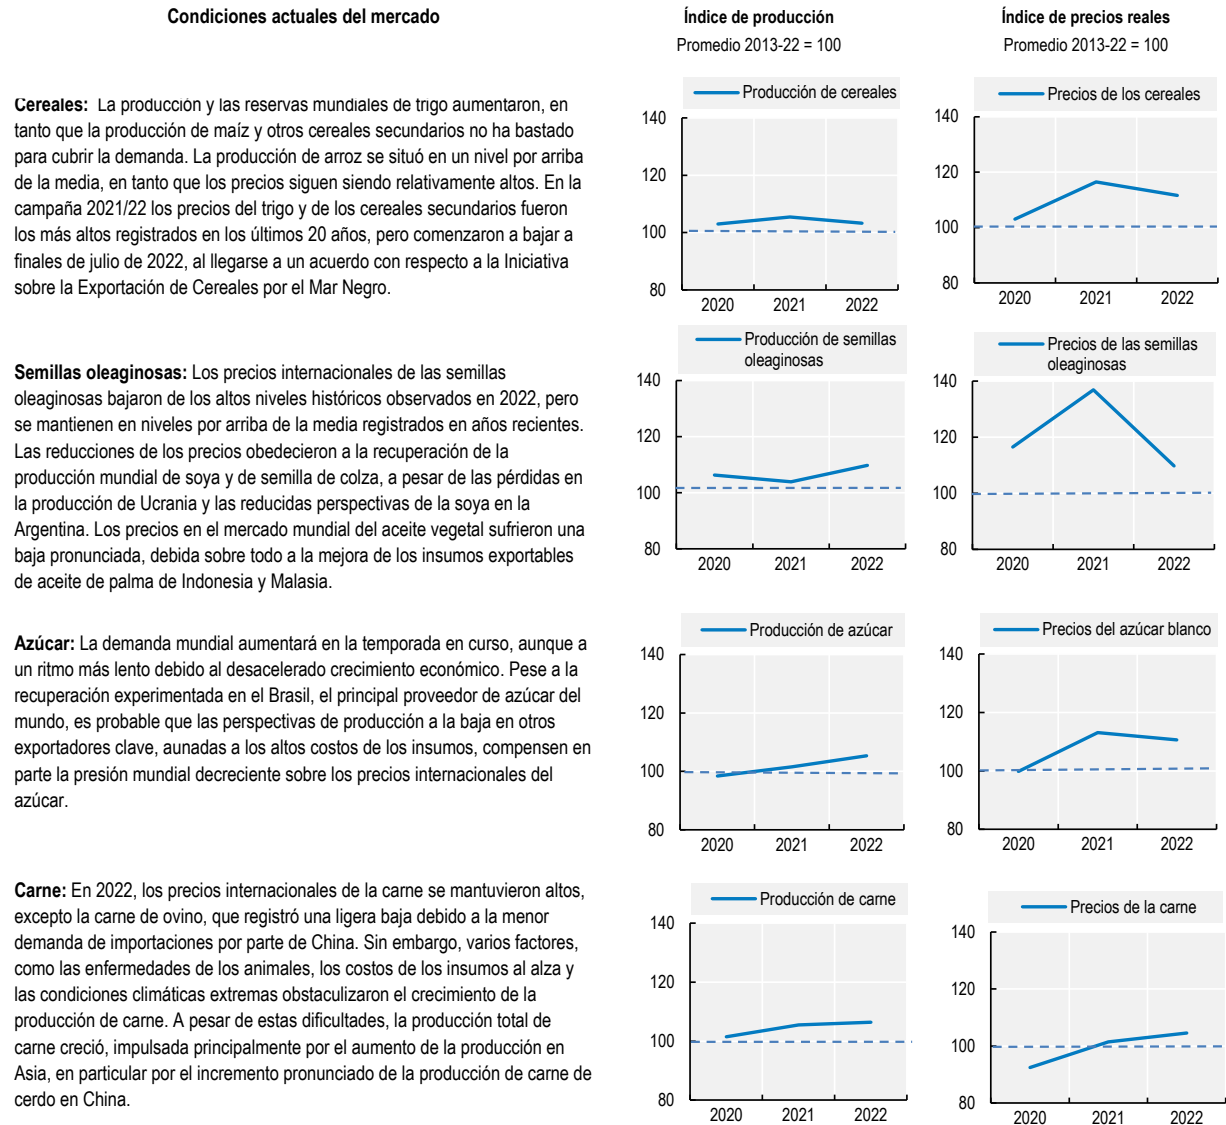 Condiciones actuales del mercado
Índice de producción
Promedio 2013-22 = 100
Índice de precios reales
Promedio 2013-22 = 100
Cereales: La producción y las reservas mundiales de trigo aumentaron, en
tanto que la producción de maíz y otros cereales secundarios no ha bastado
para cubrir la demanda. La producción de arroz se situó en un nivel por arriba
de la media, en tanto que los precios siguen siendo relativamente altos. En la
campaña 2021/22 los precios del trigo y de los cereales secundarios fueron
los más altos registrados en los últimos 20 años, pero comenzaron a bajar a
finales de julio de 2022, al llegarse a un acuerdo con respecto a la Iniciativa
sobre la Exportación de Cereales por el Mar Negro.
Producción de cereales
140
120
100
80
2020 2021 2022
Precios de los cereales
140
120
100
80
2020 2021 2022
Semillas oleaginosas: Los precios internacionales de las semillas
oleaginosas bajaron de los altos niveles históricos observados en 2022, pero
se mantienen en niveles por arriba de la media registrados en años recientes.
Las reducciones de los precios obedecieron a la recuperación de la
producción mundial de soya y de semilla de colza, a pesar de las pérdidas en
la producción de Ucrania y las reducidas perspectivas de la soya en la
Argentina. Los precios en el mercado mundial del aceite vegetal sufrieron una
baja pronunciada, debida sobre todo a la mejora de los insumos exportables
de aceite de palma de Indonesia y Malasia.
Producción de semillas
oleaginosas
140
120
100
80
2020 2021 2022
Precios de las semillas
oleaginosas
140
120
100
80
2020 2021 2022
Azúcar: La demanda mundial aumentará en la temporada en curso, aunque a
un ritmo más lento debido al desacelerado crecimiento económico. Pese a la
recuperación experimentada en el Brasil, el principal proveedor de azúcar del
mundo, es probable que las perspectivas de producción a la baja en otros
exportadores clave, aunadas a los altos costos de los insumos, compensen en
parte la presión mundial decreciente sobre los precios internacionales del
azúcar.
Producción de azúcar
140
120
100
80
2020 2021 2022
Precios del azúcar blanco
140
120
100
80
2020 2021 2022
Carne: En 2022, los precios internacionales de la carne se mantuvieron altos,
excepto la carne de ovino, que registró una ligera baja debido a la menor
demanda de importaciones por parte de China. Sin embargo, varios factores,
como las enfermedades de los animales, los costos de los insumos al alza y
las condiciones climáticas extremas obstaculizaron el crecimiento de la
producción de carne. A pesar de estas dificultades, la producción total de
carne creció, impulsada principalmente por el aumento de la producción en
Asia, en particular por el incremento pronunciado de la producción de carne de
cerdo en China.
Producción de carne
140
120
100
80
2020 2021 2022
Precios de la carne
140
120
100
80
2020 2021 2022